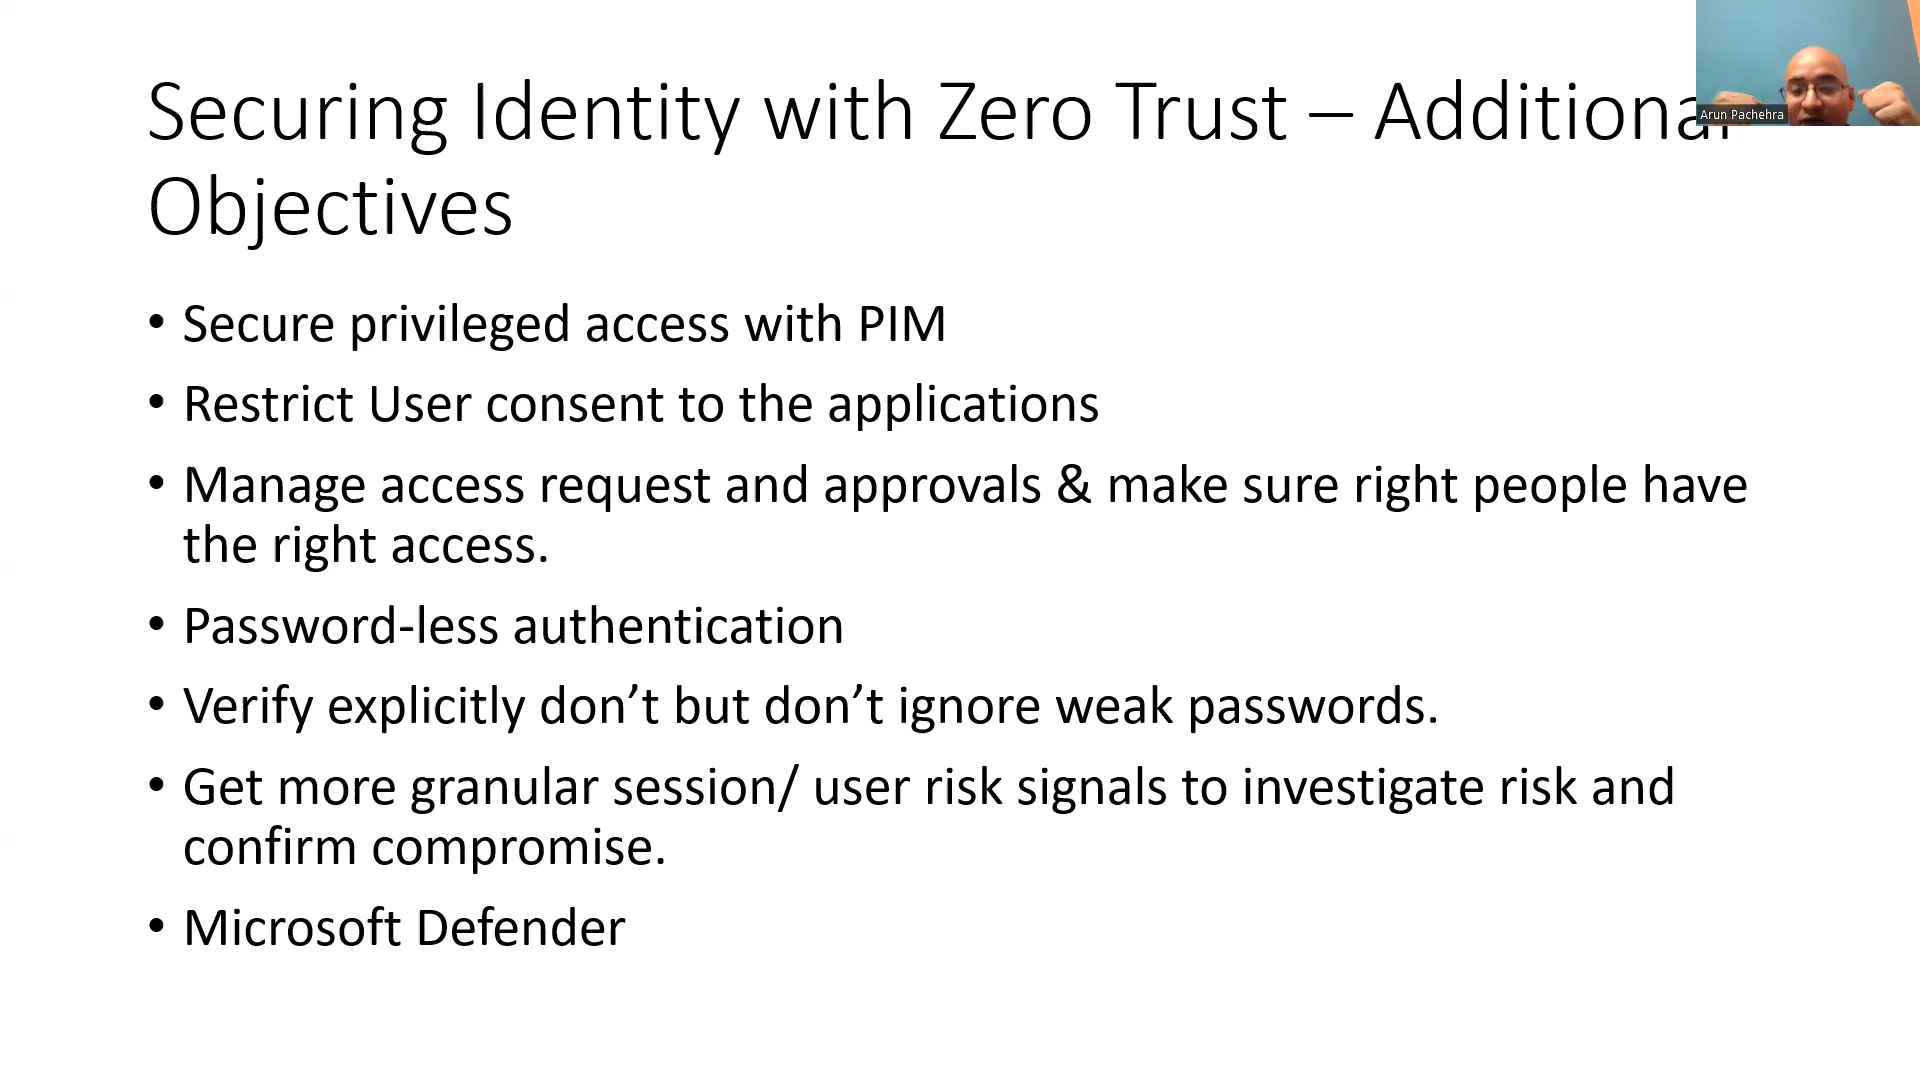 Securing Identity with Zero Trust – Additional
Objectives
Arun Pachehra
• Secure privileged access with PIM
• Restrict User consent to the applications
• Manage access request and approvals & make sure right people have
the right access.
• Password-less authentication
• Verify explicitly don’t but don’t ignore weak passwords.
• Get more granular session/ user risk signals to investigate risk and
confirm compromise.
• Microsoft Defender